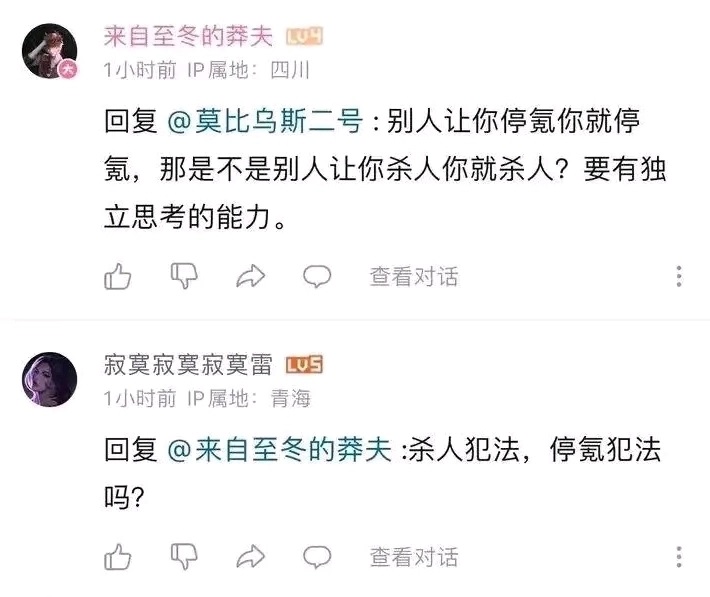 来自至冬的莽夫 LV4
大
1小时前 IP属地：四川
回复 @莫比乌斯二号 :别人让你停氪你就停
氪，那是不是别人让你杀人你就杀人？要有独
立思考的能力。
查看对话
寂寞寂寞寂寞雷 LV5
1小时前 IP属地：青海
回复 @来自至冬的莽夫 :杀人犯法，停氪犯法
吗？
查看对话